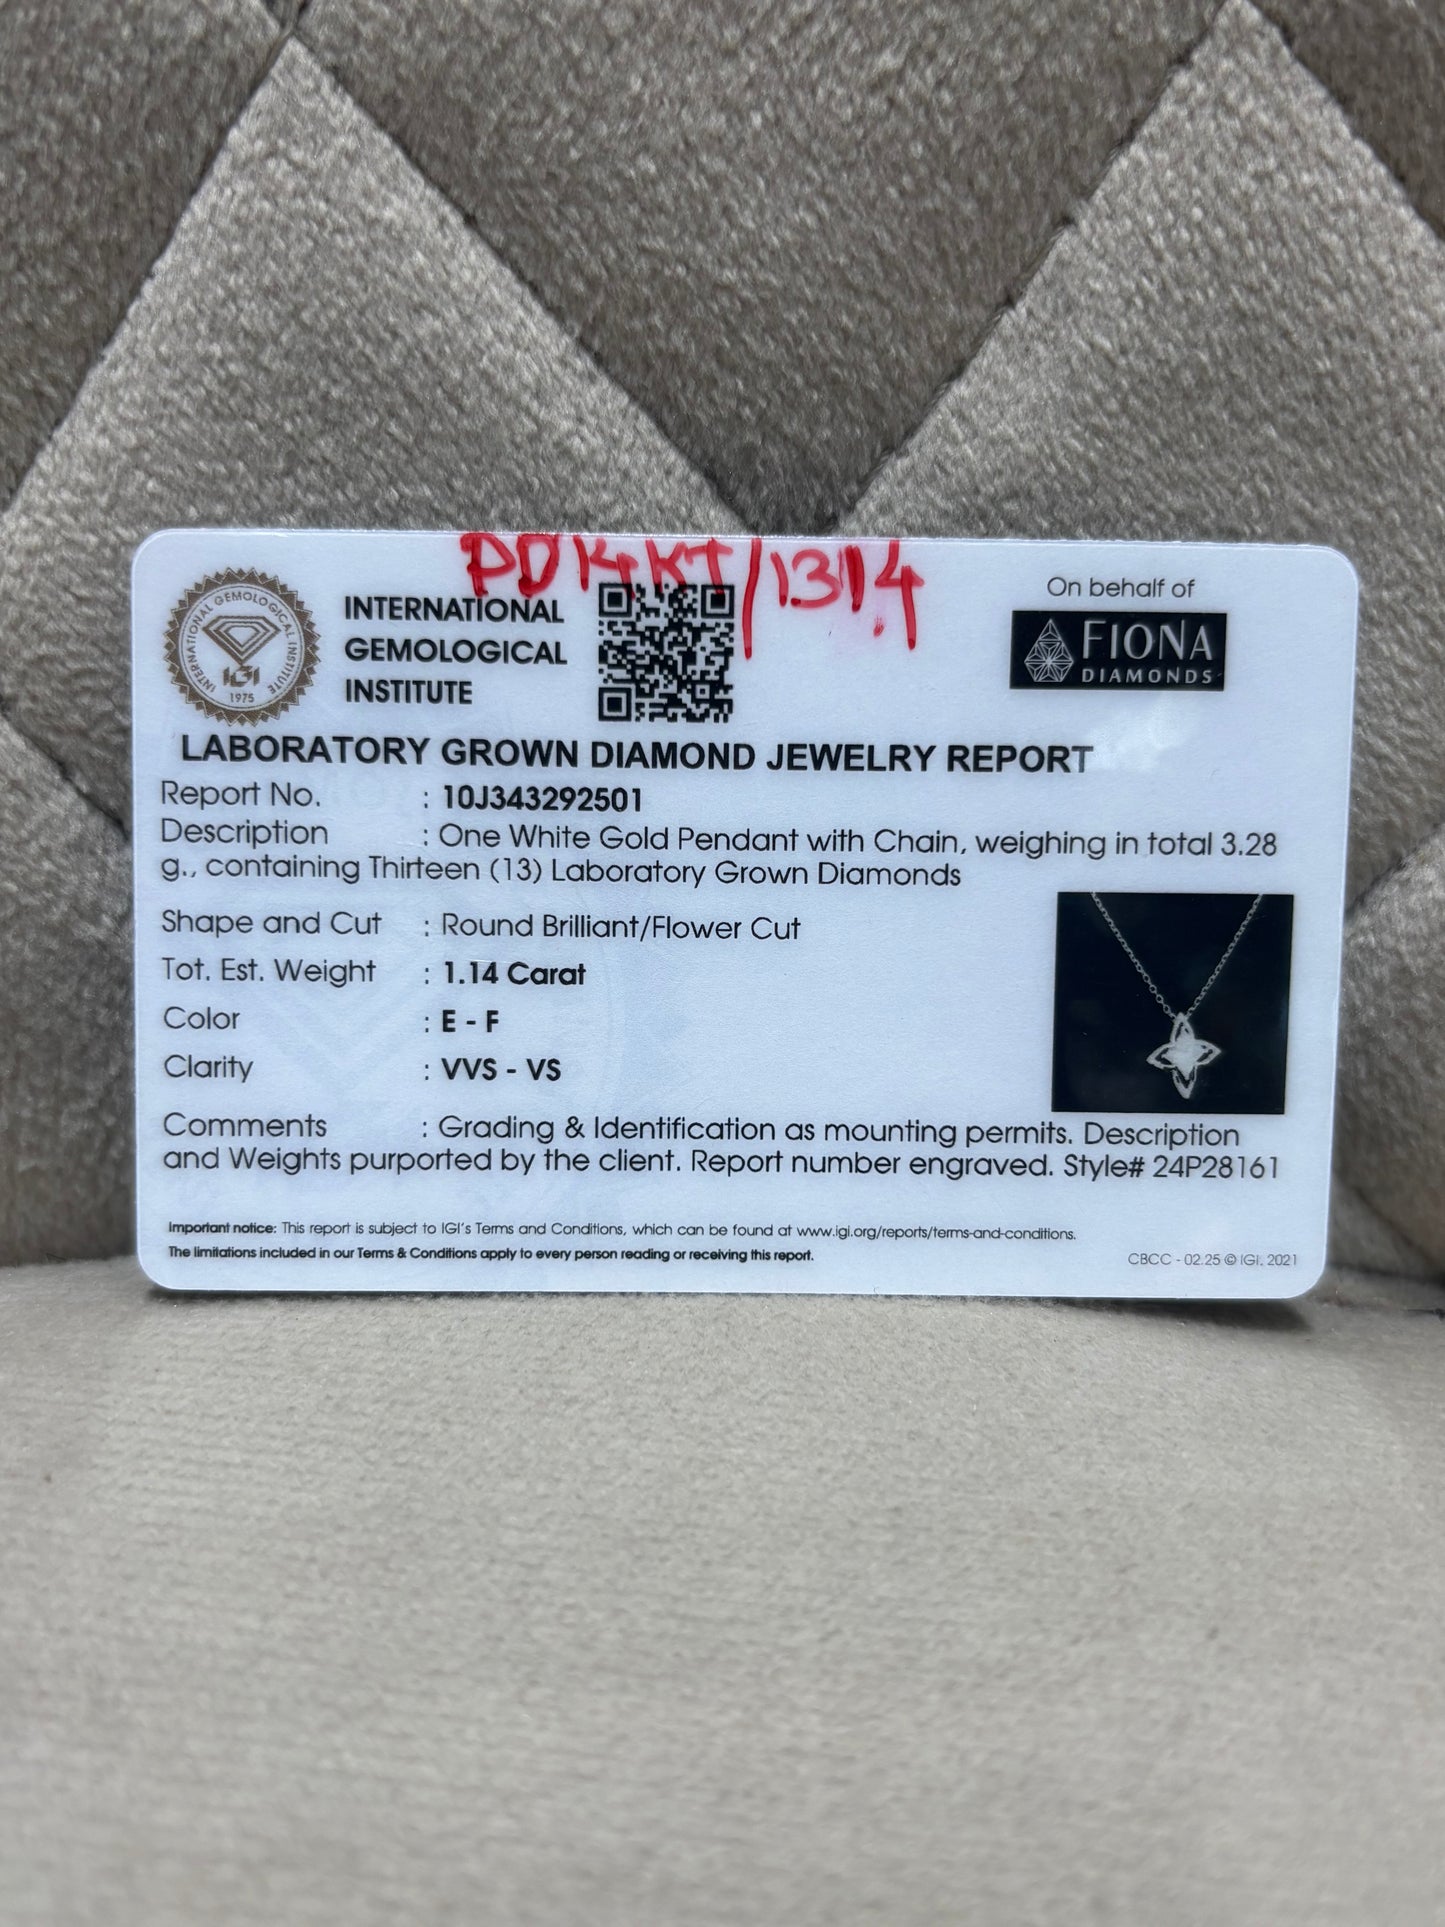 PD14KT/1314
INTERNATIONAL
GEMOLOGICAL
INSTITUTE
INTERNATIONAL GEMOLOGICAL INSTITUTE
IGI
1975
On behalf of
FIONA
DIAMONDS
LABORATORY GROWN DIAMOND JEWELRY REPORT
Report No. : 10J343292501
Description : One White Gold Pendant with Chain, weighing in total 3.28
g., containing Thirteen (13) Laboratory Grown Diamonds
Shape and Cut : Round Brilliant/Flower Cut
Tot. Est. Weight : 1.14 Carat
Color : E - F
Clarity : VVS - VS
Comments : Grading & Identification as mounting permits. Description
and Weights purported by the client. Report number engraved. Style# 24P28161
Important notice: This report is subject to IGI's Terms and Conditions, which can be found at www.igi.org/reports/terms-and-conditions.
The limitations included in our Terms & Conditions apply to every person reading or receiving this report.
CBCC - 02.25 © IGI, 2021